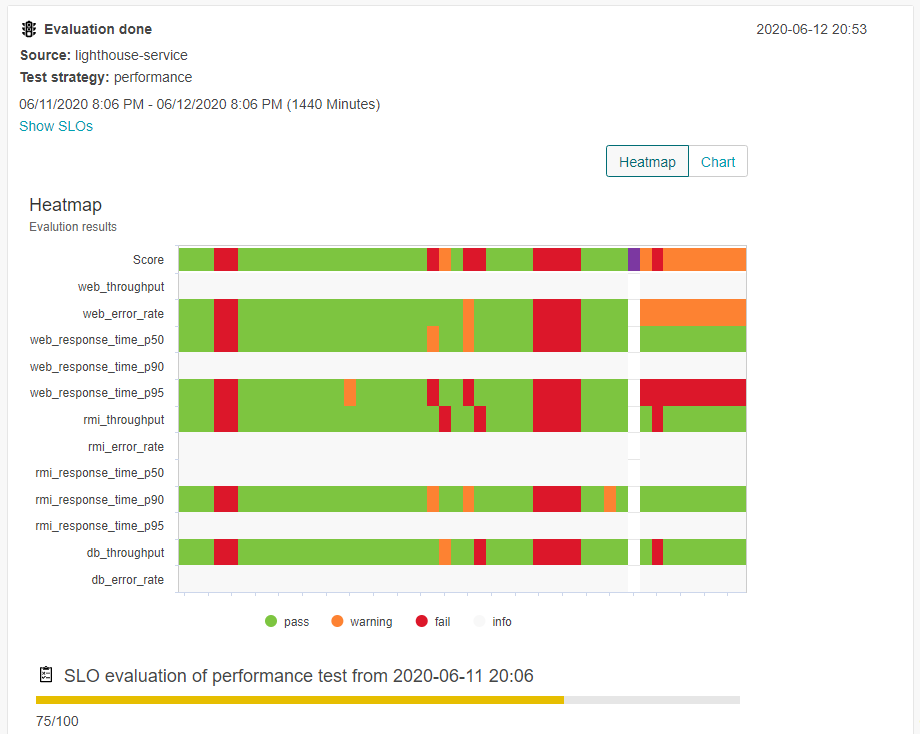 Evaluation done
2020-06-12 20:53
Source: lighthouse-service
Test strategy: performance
06/11/2020 8:06 PM - 06/12/2020 8:06 PM (1440 Minutes)
Show SLOs
Heatmap
Chart
Heatmap
Evalution results
Score
web_throughput
web_error_rate
web_response_time_p50
web_response_time_p90
web_response_time_p95
rmi_throughput
rmi_error_rate
rmi_response_time_p50
rmi_response_time_p90
rmi_response_time_p95
db_throughput
db_error_rate
pass
warning
fail
info
SLO evaluation of performance test from 2020-06-11 20:06
75/100